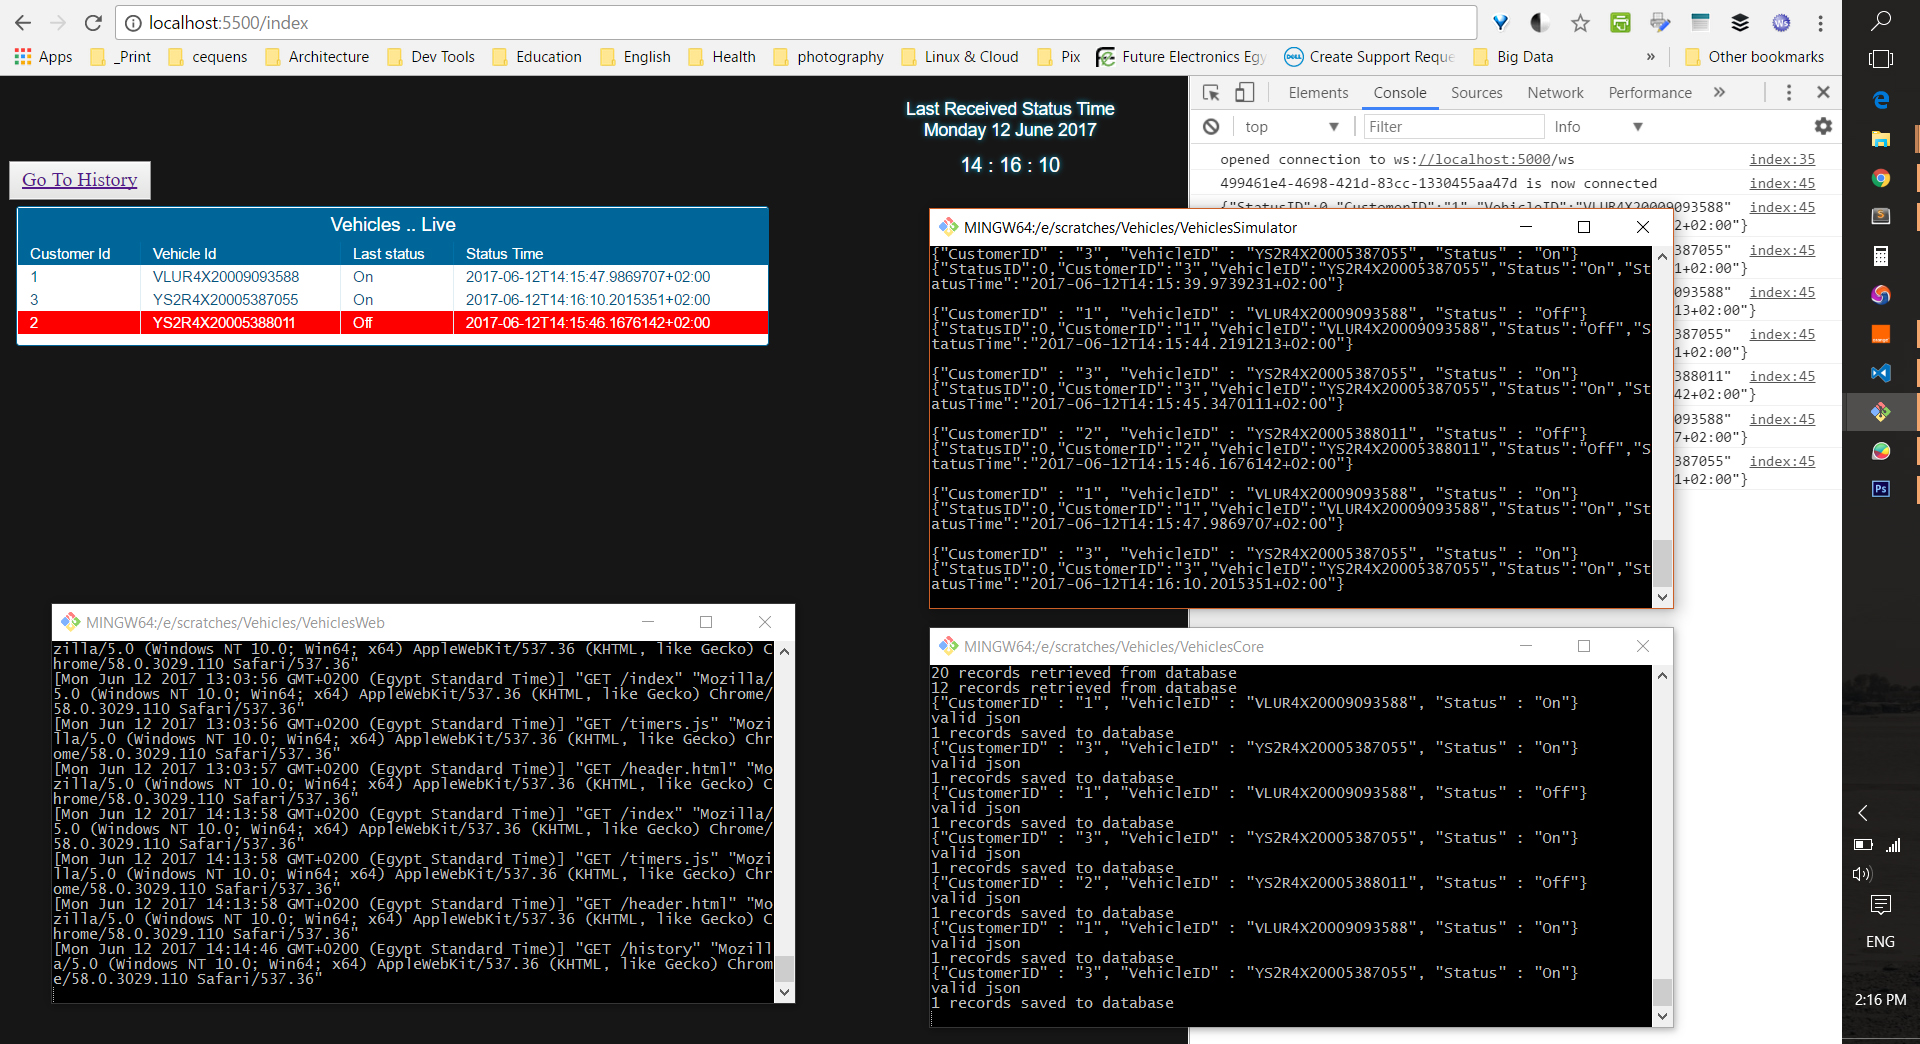 localhost:5500/index
Apps
_Print
cequens
Architecture
Dev Tools
Education
English
Health
photography
Linux & Cloud
Pix
Future Electronics Egy
Create Support Reque
Big Data
»
Other bookmarks
Last Received Status Time
Monday 12 June 2017
14 : 16 : 10
Go To History
Vehicles .. Live
Customer Id Vehicle Id Last status Status Time
1 VLUR4X20009093588 On 2017-06-12T14:15:47.9869707+02:00
3 YS2R4X20005387055 On 2017-06-12T14:16:10.2015351+02:00
2 YS2R4X20005388011 Off 2017-06-12T14:15:46.1676142+02:00
Elements Console Sources Network Performance »
top Filter Info
opened connection to ws://localhost:5000/ws index:35
499461e4-4698-421d-83cc-1330455aa47d is now connected index:45
093588" index:45
2+02:00"}
387055" index:45
1+02:00"}
093588" index:45
13+02:00"}
387055" index:45
1+02:00"}
388011" index:45
42+02:00"}
093588" index:45
7+02:00"}
387055" index:45
1+02:00"}
MINGW64:/e/scratches/Vehicles/VehiclesSimulator
{"CustomerID" : "3", "VehicleID" : "YS2R4X20005387055", "Status" : "On"}
{"StatusID":0,"CustomerID":"3","VehicleID":"YS2R4X20005387055","Status":"On","St
atusTime":"2017-06-12T14:15:39.9739231+02:00"}
{"CustomerID" : "1", "VehicleID" : "VLUR4X20009093588", "Status" : "Off"}
{"StatusID":0,"CustomerID":"1","VehicleID":"VLUR4X20009093588","Status":"Off","S
tatusTime":"2017-06-12T14:15:44.2191213+02:00"}
{"CustomerID" : "3", "VehicleID" : "YS2R4X20005387055", "Status" : "On"}
{"StatusID":0,"CustomerID":"3","VehicleID":"YS2R4X20005387055","Status":"On","St
atusTime":"2017-06-12T14:15:45.3470111+02:00"}
{"CustomerID" : "2", "VehicleID" : "YS2R4X20005388011", "Status" : "Off"}
{"StatusID":0,"CustomerID":"2","VehicleID":"YS2R4X20005388011","Status":"Off","S
tatusTime":"2017-06-12T14:15:46.1676142+02:00"}
{"CustomerID" : "1", "VehicleID" : "VLUR4X20009093588", "Status" : "On"}
{"StatusID":0,"CustomerID":"1","VehicleID":"VLUR4X20009093588","Status":"On","St
atusTime":"2017-06-12T14:15:47.9869707+02:00"}
{"CustomerID" : "3", "VehicleID" : "YS2R4X20005387055", "Status" : "On"}
{"StatusID":0,"CustomerID":"3","VehicleID":"YS2R4X20005387055","Status":"On","St
atusTime":"2017-06-12T14:16:10.2015351+02:00"}
MINGW64:/e/scratches/Vehicles/VehiclesWeb
zilla/5.0 (Windows NT 10.0; Win64; x64) AppleWebKit/537.36 (KHTML, like Gecko) C
hrome/58.0.3029.110 Safari/537.36"
[Mon Jun 12 2017 13:03:56 GMT+0200 (Egypt Standard Time)] "GET /index" "Mozilla/
5.0 (Windows NT 10.0; Win64; x64) AppleWebKit/537.36 (KHTML, like Gecko) Chrome/
58.0.3029.110 Safari/537.36"
[Mon Jun 12 2017 13:03:56 GMT+0200 (Egypt Standard Time)] "GET /timers.js" "Mozi
lla/5.0 (Windows NT 10.0; Win64; x64) AppleWebKit/537.36 (KHTML, like Gecko) Chr
ome/58.0.3029.110 Safari/537.36"
[Mon Jun 12 2017 13:03:57 GMT+0200 (Egypt Standard Time)] "GET /header.html" "Mo
zilla/5.0 (Windows NT 10.0; Win64; x64) AppleWebKit/537.36 (KHTML, like Gecko) C
hrome/58.0.3029.110 Safari/537.36"
[Mon Jun 12 2017 14:13:58 GMT+0200 (Egypt Standard Time)] "GET /index" "Mozilla/
5.0 (Windows NT 10.0; Win64; x64) AppleWebKit/537.36 (KHTML, like Gecko) Chrome/
58.0.3029.110 Safari/537.36"
[Mon Jun 12 2017 14:13:58 GMT+0200 (Egypt Standard Time)] "GET /timers.js" "Mozi
lla/5.0 (Windows NT 10.0; Win64; x64) AppleWebKit/537.36 (KHTML, like Gecko) Chr
ome/58.0.3029.110 Safari/537.36"
[Mon Jun 12 2017 14:13:58 GMT+0200 (Egypt Standard Time)] "GET /header.html" "Mo
zilla/5.0 (Windows NT 10.0; Win64; x64) AppleWebKit/537.36 (KHTML, like Gecko) C
hrome/58.0.3029.110 Safari/537.36"
[Mon Jun 12 2017 14:14:46 GMT+0200 (Egypt Standard Time)] "GET /history" "Mozill
a/5.0 (Windows NT 10.0; Win64; x64) AppleWebKit/537.36 (KHTML, like Gecko) Chrom
e/58.0.3029.110 Safari/537.36"
MINGW64:/e/scratches/Vehicles/VehiclesCore
20 records retrieved from database
12 records retrieved from database
{"CustomerID" : "1", "VehicleID" : "VLUR4X20009093588", "Status" : "On"}
valid json
1 records saved to database
{"CustomerID" : "3", "VehicleID" : "YS2R4X20005387055", "Status" : "On"}
valid json
1 records saved to database
{"CustomerID" : "1", "VehicleID" : "VLUR4X20009093588", "Status" : "Off"}
valid json
1 records saved to database
{"CustomerID" : "3", "VehicleID" : "YS2R4X20005387055", "Status" : "On"}
valid json
1 records saved to database
{"CustomerID" : "2", "VehicleID" : "YS2R4X20005388011", "Status" : "Off"}
valid json
1 records saved to database
{"CustomerID" : "1", "VehicleID" : "VLUR4X20009093588", "Status" : "On"}
valid json
1 records saved to database
{"CustomerID" : "3", "VehicleID" : "YS2R4X20005387055", "Status" : "On"}
valid json
1 records saved to database
Ps
ENG
2:16 PM